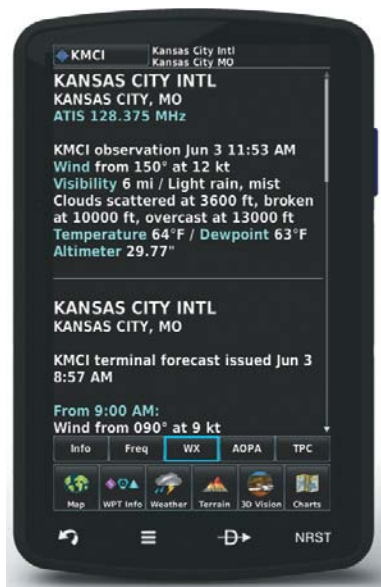 KMCI
Kansas City Intl
Kansas City MO
KANSAS CITY INTL
KANSAS CITY, MO
ATIS 128.375 MHz
KMCI observation Jun 3 11:53 AM
Wind from 150° at 12 kt
Visibility 6 mi / Light rain, mist
Clouds scattered at 3600 ft, broken
at 10000 ft, overcast at 13000 ft
Temperature 64°F / Dewpoint 63°F
Altimeter 29.77"
KANSAS CITY INTL
KANSAS CITY, MO
KMCI terminal forecast issued Jun 3
8:57 AM
From 9:00 AM:
Wind from 090° at 9 kt
Info Freq WX AOPA TPC
Map WPT Info Weather Terrain 3D Vision Charts
D NRST